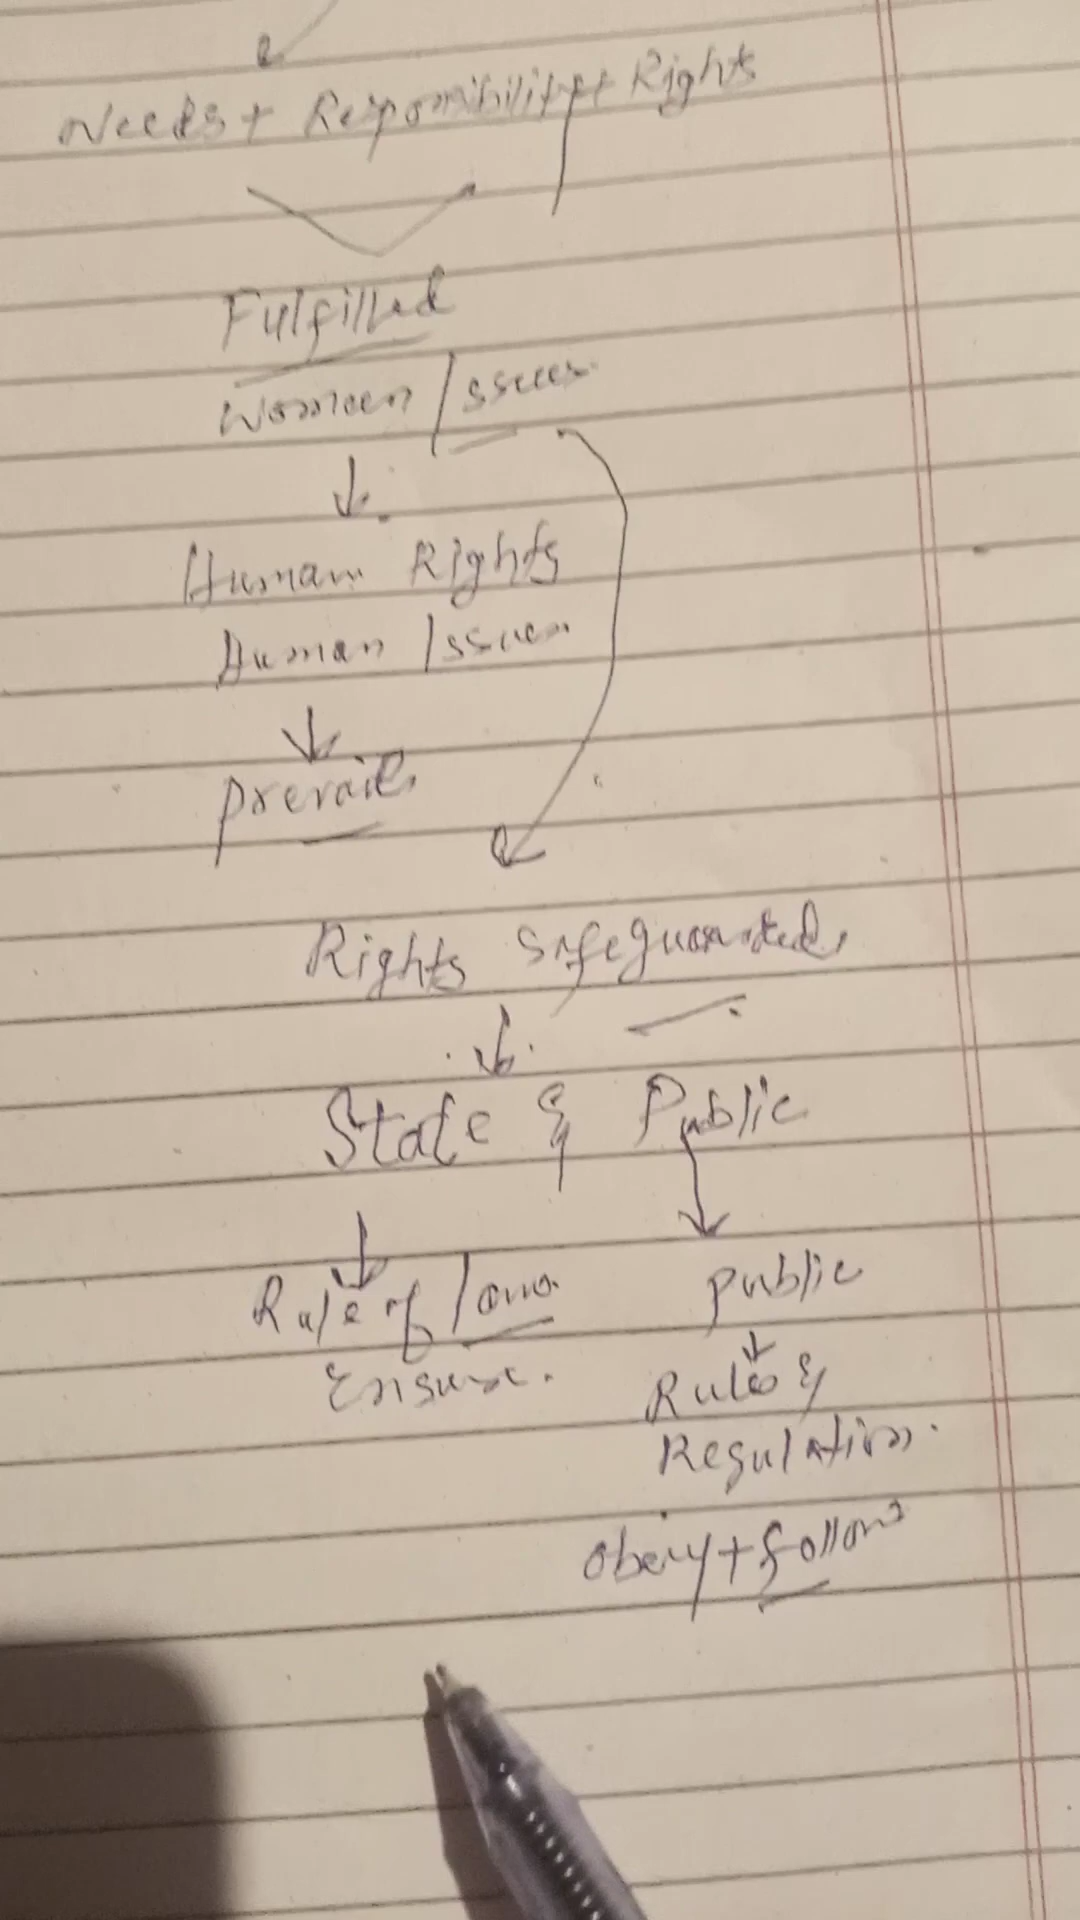 Needs + Responsibility + Rights
Fulfilled
Women Issues
Human Rights
Human Issues
prevail.
Rights safeguarded.
State & Public
Rule of law
Ensure.
public
Rules &
Regulation.
obey + follow